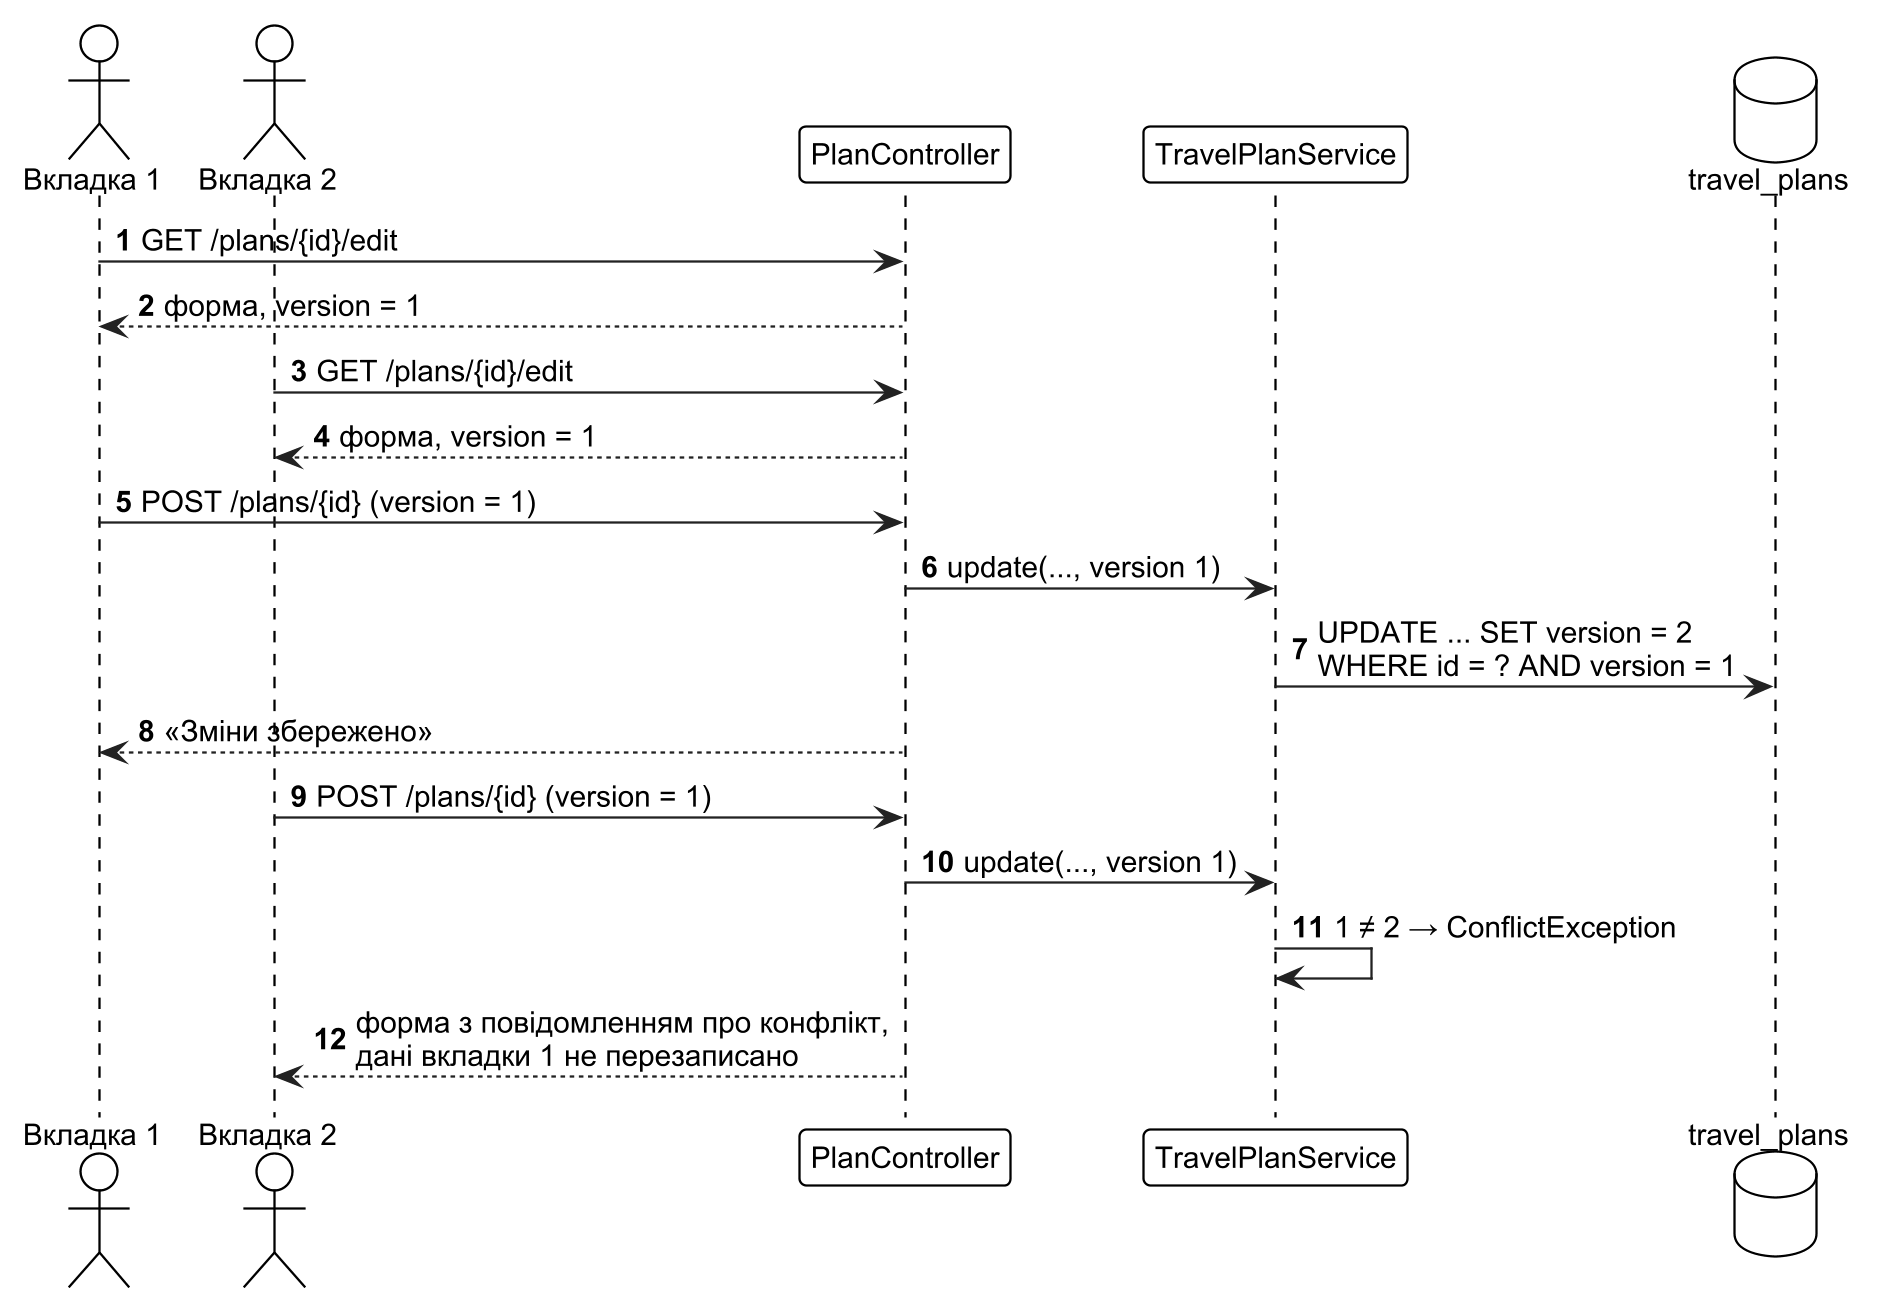 Вкладка 1
Вкладка 2
PlanController
TravelPlanService
travel_plans
1 GET /plans/{id}/edit
2 форма, version = 1
3 GET /plans/{id}/edit
4 форма, version = 1
5 POST /plans/{id} (version = 1)
6 update(..., version 1)
7 UPDATE ... SET version = 2
WHERE id = ? AND version = 1
8 «Зміни збережено»
9 POST /plans/{id} (version = 1)
10 update(..., version 1)
11 1 ≠ 2 → ConflictException
12 форма з повідомленням про конфлікт,
дані вкладки 1 не перезаписано
Вкладка 1
Вкладка 2
PlanController
TravelPlanService
travel_plans